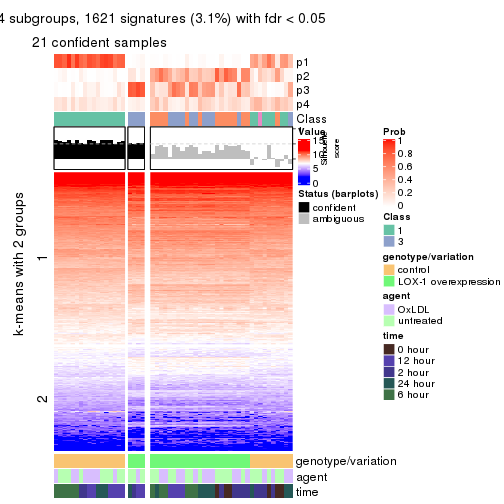 4 subgroups, 1621 signatures (3.1%) with fdr < 0.05
21 confident samples
p1
p2
p3
p4
Class
Silhouette
score
k-means with 2 groups
1
2
genotype/variation
agent
time
Value
15
5
0
Status (barplots)
confident
ambiguous
Prob
1
0.8
0.6
0.4
0.2
0
Class
1
3
genotype/variation
control
LOX-1 overexpression
agent
OxLDL
untreated
time
0 hour
12 hour
2 hour
24 hour
6 hour